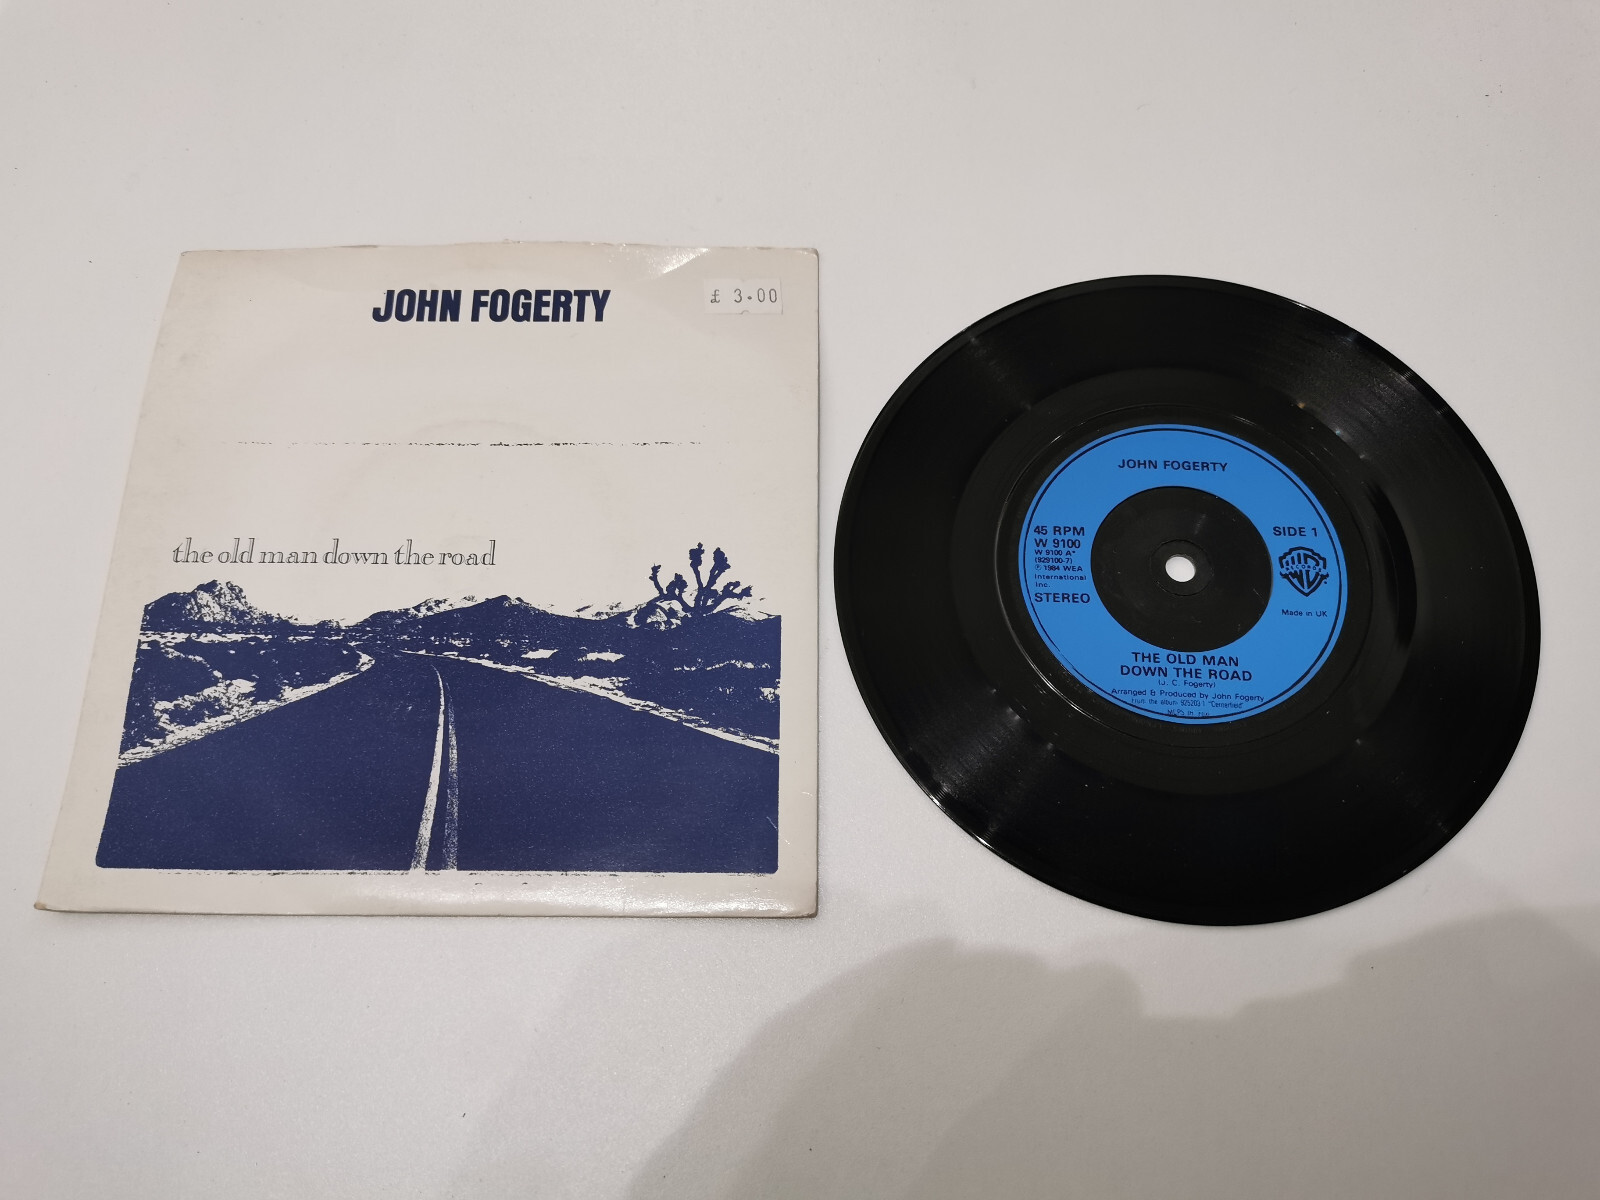 JOHN FOGERTY
£ 3.00
the old man down the road
JOHN FOGERTY
45 RPM
W 9100
W 9100 A*
(929100-7)
℗ 1984 WEA
International
Inc.
STEREO
SIDE 1
RECORDS
Made in UK
THE OLD MAN
DOWN THE ROAD
(J. C. Fogerty)
Arranged & Produced by John Fogerty
From the album 925203-1 "Centerfield"